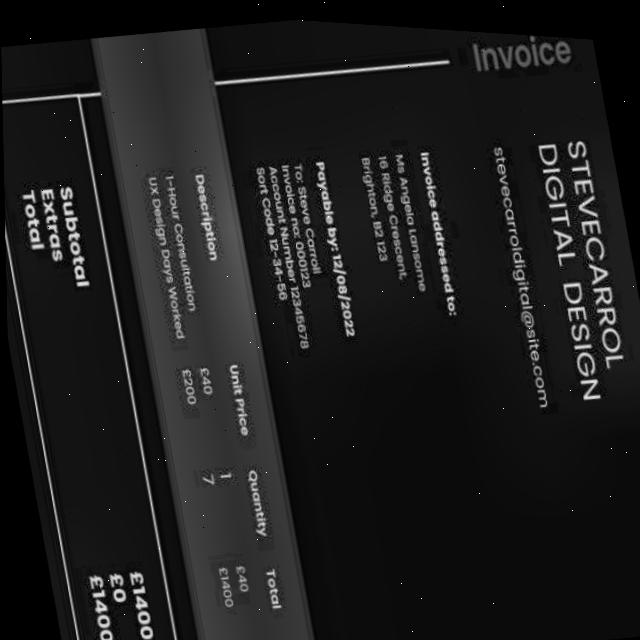 Invoice
STEVECARROL
DIGITAL DESIGN
stevecarroldigital@site.com
Invoice addressed to:
Ms Angela Lansome
16 Ridge Crescent,
Brighton, B2 123
Payable by: 12/08/2022
To: Steve Carroll
Invoice no: 000123
Account Number: 12345678
Sort Code 12-34-56
Description Unit Price Quantity Total
1-Hour Consultation £40 1 £40
UX Design Days Worked £200 7 £1400
Subtotal £1400
Extras £0
Total £1400